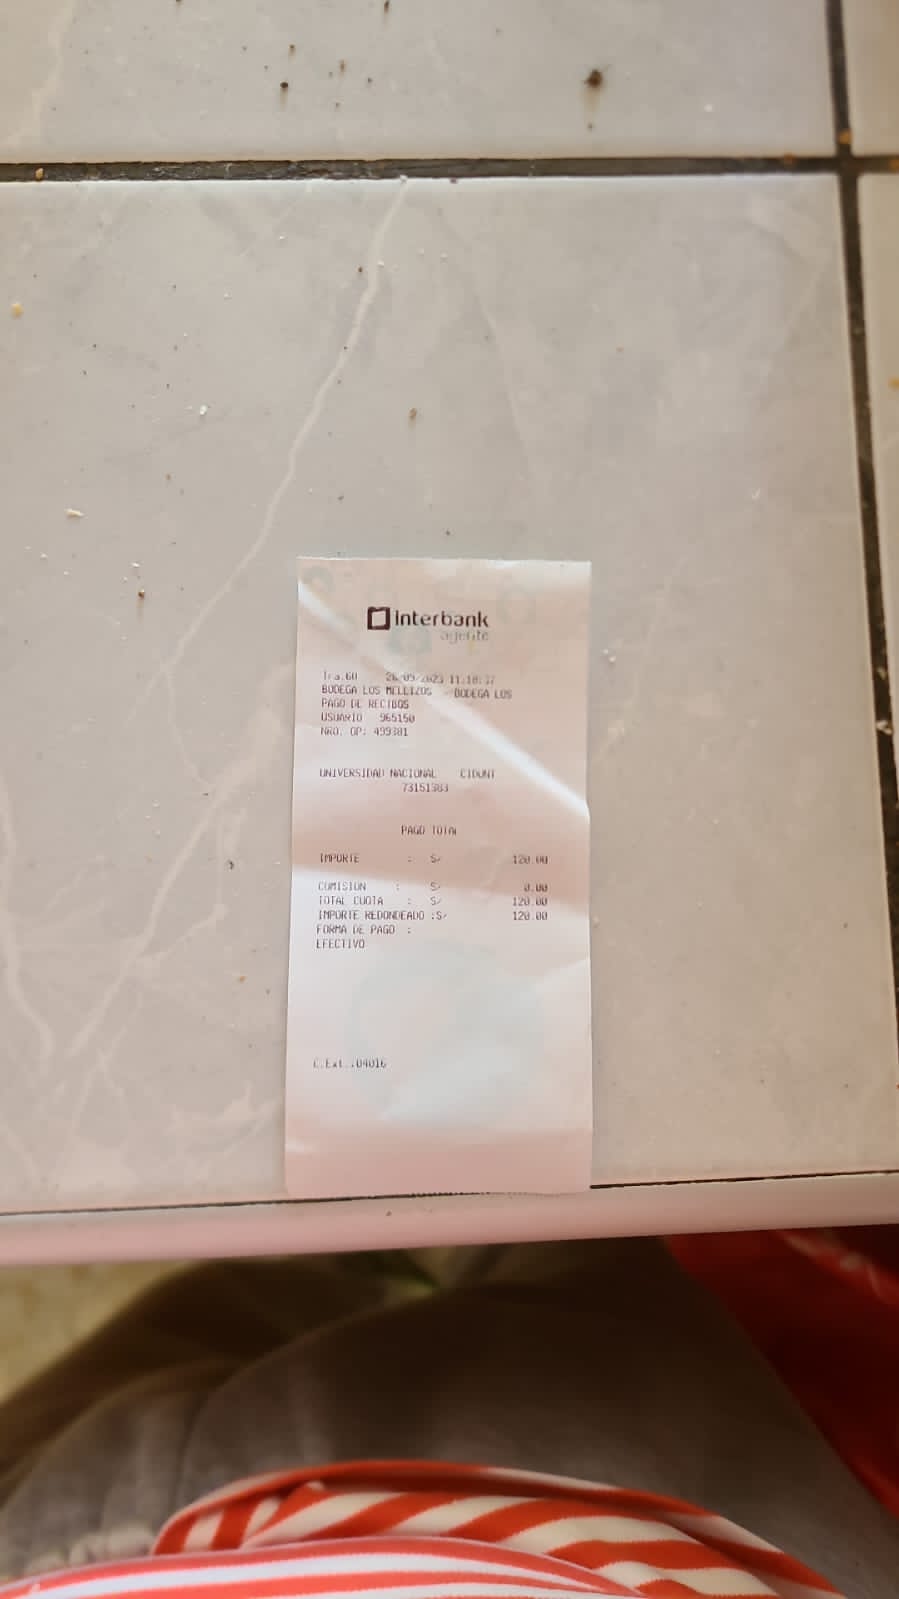 Interbank
agente
Tra.60 26/09/2023 11:18:37
BODEGA LOS MELLIZOS - BODEGA LOS
PAGO DE RECIBOS
USUARIO 965150
NRO. OP: 499381
UNIVERSIDAD NACIONAL CIDUNT
73151383
PAGO TOTAL
IMPORTE : S/ 120.00
COMISION : S/ 0.00
TOTAL CUOTA : S/ 120.00
IMPORTE REDONDEADO :S/ 120.00
FORMA DE PAGO :
EFECTIVO
C.Ext.:04016